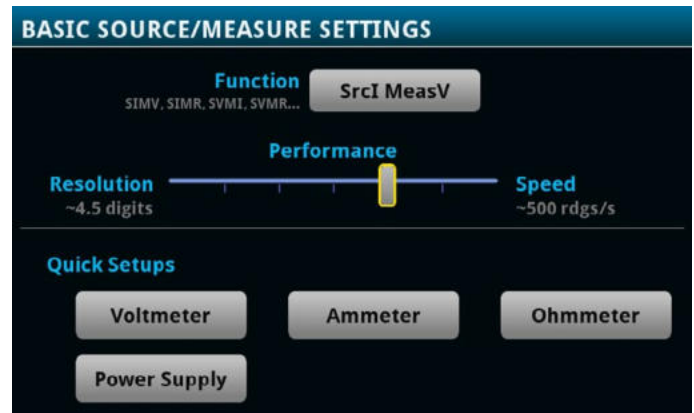 BASIC SOURCE/MEASURE SETTINGS
Function
SIMV, SIMR, SVMI, SVMR...
SrcI MeasV
Performance
Resolution
~4.5 digits
Speed
~500 rdgs/s
Quick Setups
Voltmeter
Ammeter
Ohmmeter
Power Supply